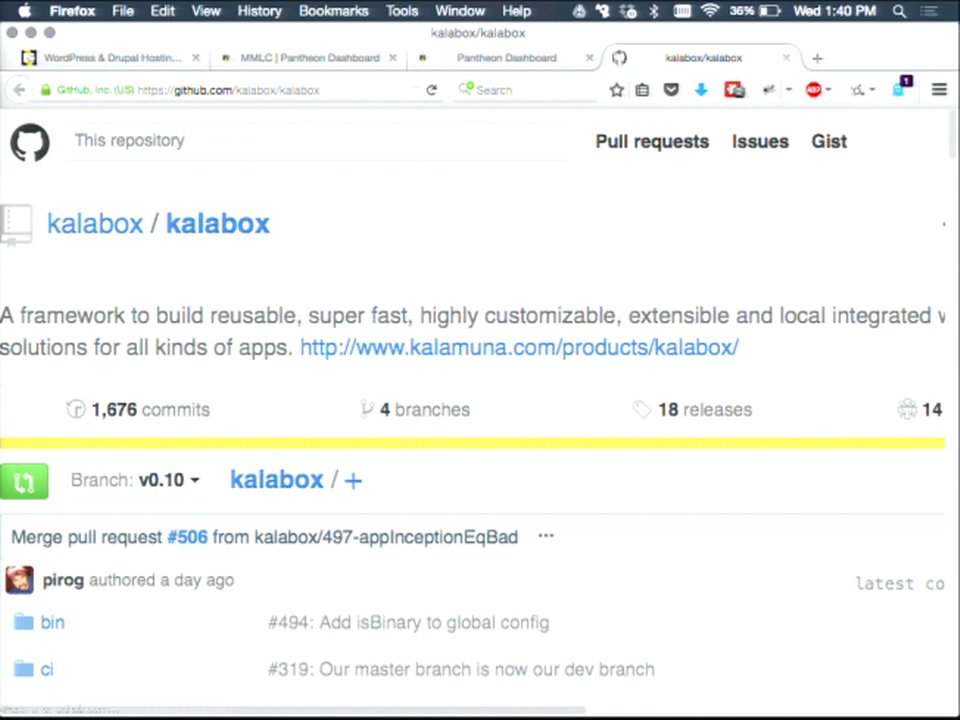 Firefox File Edit View History Bookmarks Tools Window Help 36% Wed 1:40 PM
kalabox/kalabox
WordPress & Drupal Hostin... MMLC | Pantheon Dashboard Pantheon Dashboard kalabox/kalabox
GitHub, Inc. (US) https://github.com/kalabox/kalabox Search ABP 1
This repository Pull requests Issues Gist
kalabox / kalabox
A framework to build reusable, super fast, highly customizable, extensible and local integrated
solutions for all kinds of apps. http://www.kalamuna.com/products/kalabox/
1,676 commits 4 branches 18 releases 14
Branch: v0.10 kalabox / +
Merge pull request #506 from kalabox/497-appInceptionEqBad ...
pirog authored a day ago latest co
bin #494: Add isBinary to global config
ci #319: Our master branch is now our dev branch